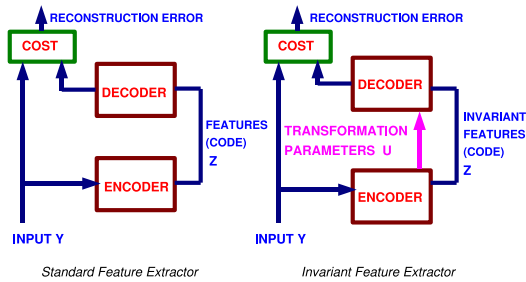 RECONSTRUCTION ERROR
COST
DECODER
FEATURES
(CODE)
Z
ENCODER
INPUT Y
Standard Feature Extractor
RECONSTRUCTION ERROR
COST
DECODER
TRANSFORMATION
PARAMETERS U
INVARIANT
FEATURES
(CODE)
Z
ENCODER
INPUT Y
Invariant Feature Extractor